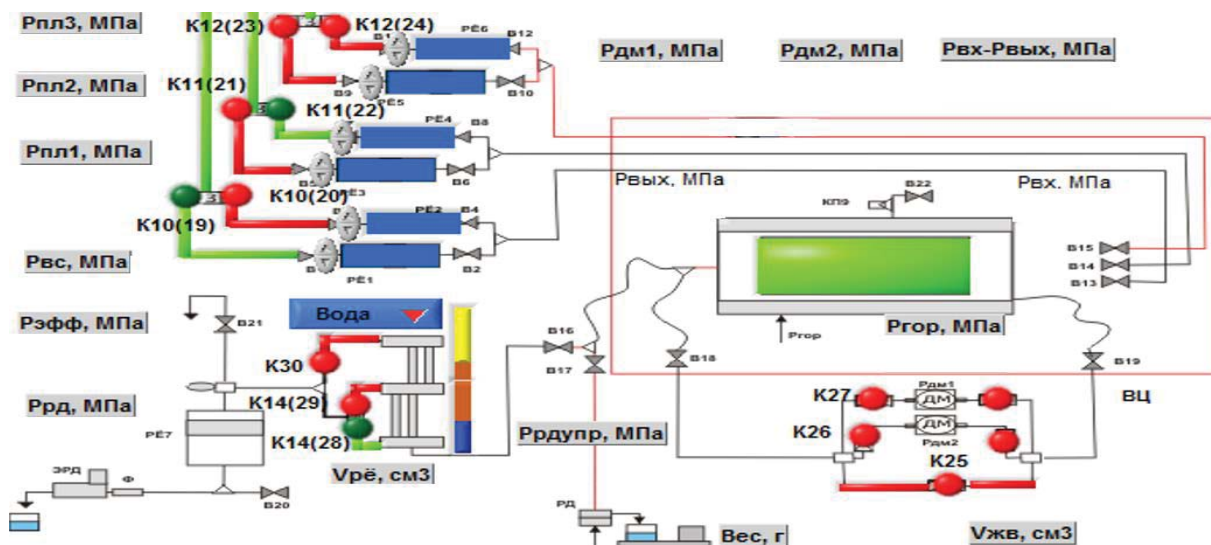 Рпл3, МПа
К12(23)
К12(24)
РЁ6
В12
Рдм1, МПа
Рдм2, МПа
Рвх-Рвых, МПа
Рпл2, МПа
К11(21)
З
В9
РЁ5
В10
К11(22)
РЁ4
В8
Рпл1, МПа
З
РЁ3
В6
Рвых, МПа
Рвх, МПа
К10(20)
З
РЁ2
В4
К10(19)
В22
КП9
Рвс, МПа
РЁ1
В2
В15
В14
В13
Рэфф, МПа
В21
Вода
Ргор
Ргор, МПа
К30
В16
В17
В18
В19
К14(29)
К27
Рдм1
ДМ
ВЦ
Ррд, МПа
РЁ7
К14(28)
Ррдупр, МПа
К26
ДМ
Рдм2
К25
ЭРД
Ф
Vрё, см3
В20
РД
Вес, г
Vжв, см3